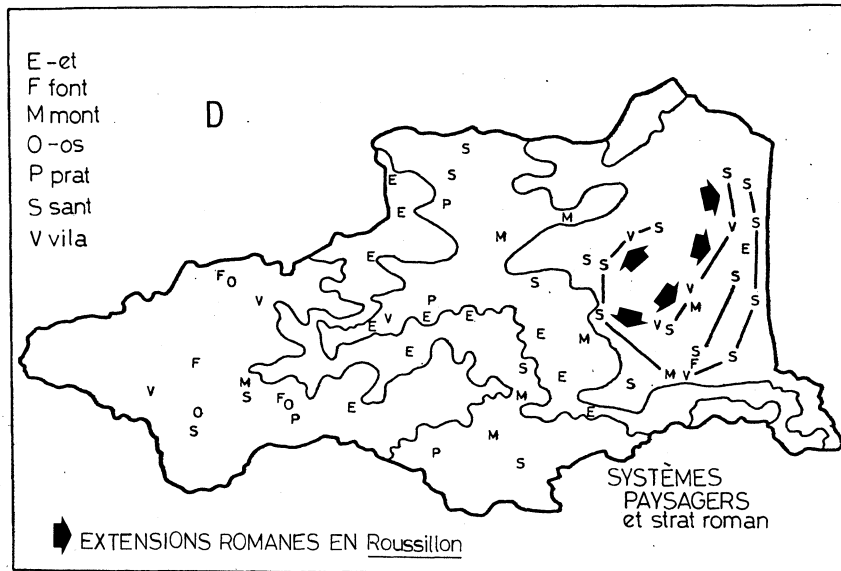 E -et
F font
M mont
O -os
P prat
S sant
V vila
D
S
E S
E P S S
M M V S V
E S S E
F O S S
V P V S
E V E E S M S
E M V S
E S
F M S S
V M E S E M F V
S F O M S
O P E E
S M
P S
SYSTÈMES
PAYSAGERS
et strat roman
EXTENSIONS ROMANES EN Roussillon